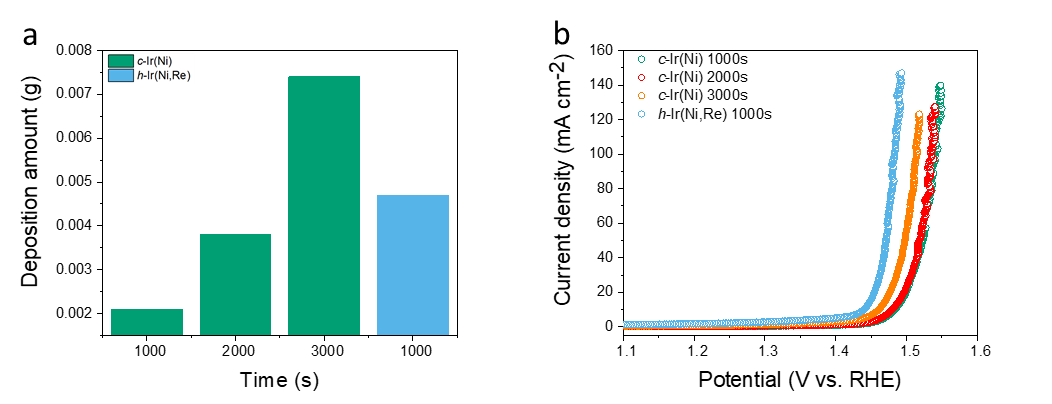 a
0.008
0.007
0.006
0.005
0.004
0.003
0.002
Deposition amount (g)
c-Ir(Ni)
h-Ir(Ni,Re)
1000
2000
3000
1000
Time (s)
b
160
140
120
100
80
60
40
20
0
Current density (mA cm⁻²)
c-Ir(Ni) 1000s
c-Ir(Ni) 2000s
c-Ir(Ni) 3000s
h-Ir(Ni,Re) 1000s
1.1
1.2
1.3
1.4
1.5
1.6
Potential (V vs. RHE)